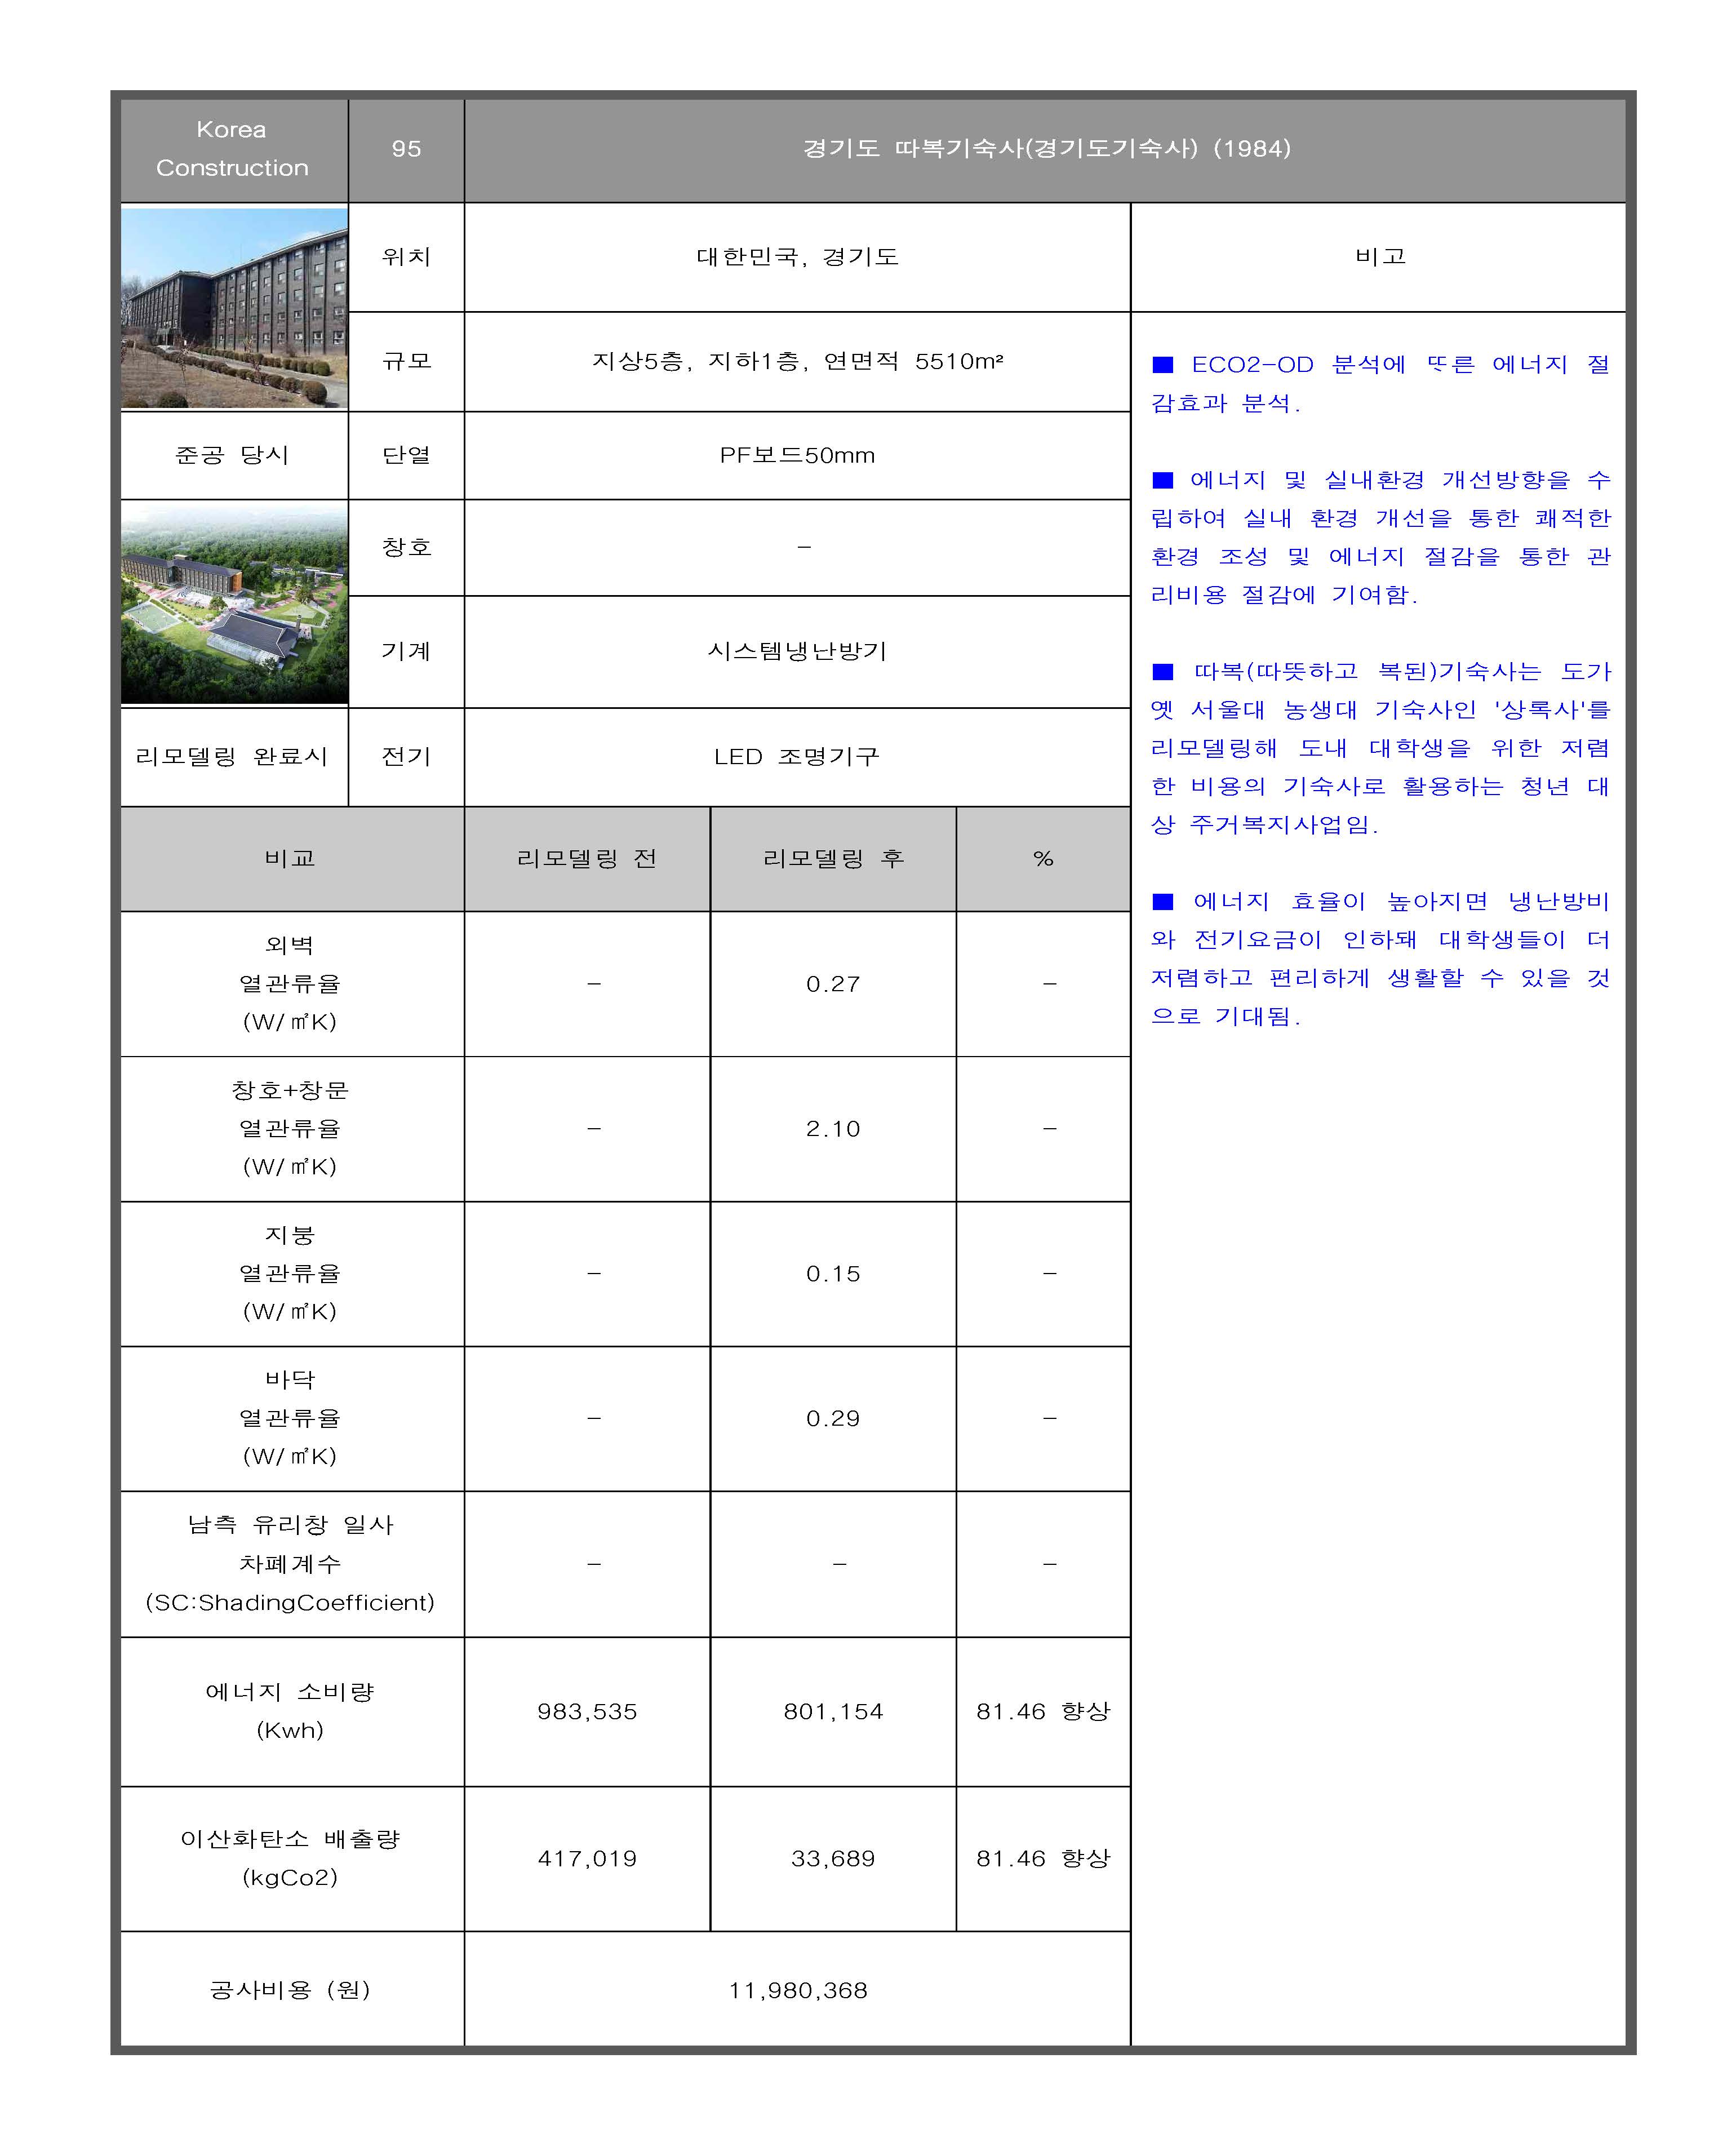 Korea
Construction
95
경기도 따복기숙사(경기도기숙사) (1984)
위치
대한민국, 경기도
비고
규모
지상5층, 지하1층, 연면적 5510m²
준공 당시
단열
PF보드50mm
창호
-
기계
시스템냉난방기
리모델링 완료시
전기
LED 조명기구
■ ECO2-OD 분석에 ᄄᆞ른 에너지 절
감효과 분석.
■ 에너지 및 실내환경 개선방향을 수
립하여 실내 환경 개선을 통한 쾌적한
환경 조성 및 에너지 절감을 통한 관
리비용 절감에 기여함.
■ 따복(따뜻하고 복된)기숙사는 도가
옛 서울대 농생대 기숙사인 '상록사'를
리모델링해 도내 대학생을 위한 저렴
한 비용의 기숙사로 활용하는 청년 대
상 주거복지사업임.
■ 에너지 효율이 높아지면 냉난방비
와 전기요금이 인하돼 대학생들이 더
저렴하고 편리하게 생활할 수 있을 것
으로 기대됨.
비교
리모델링 전
리모델링 후
%
외벽
열관류율
(W/㎡K)
-
0.27
-
창호+창문
열관류율
(W/㎡K)
-
2.10
-
지붕
열관류율
(W/㎡K)
-
0.15
-
바닥
열관류율
(W/㎡K)
-
0.29
-
남측 유리창 일사
차폐계수
(SC:ShadingCoefficient)
-
-
-
에너지 소비량
(Kwh)
983,535
801,154
81.46 향상
이산화탄소 배출량
(kgCo2)
417,019
33,689
81.46 향상
공사비용 (원)
11,980,368